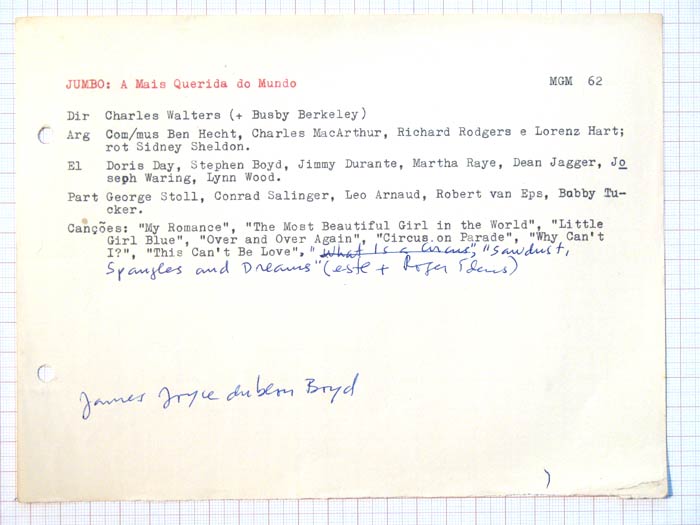 JUMBO: A Mais Querida do Mundo MGM 62
Dir Charles Walters (+ Busby Berkeley)
Arg Com/mus Ben Hecht, Charles MacArthur, Richard Rodgers e Lorenz Hart;
rot Sidney Sheldon.
El Doris Day, Stephen Boyd, Jimmy Durante, Martha Raye, Dean Jagger, Jo
seph Waring, Lynn Wood.
Part George Stoll, Conrad Salinger, Leo Arnaud, Robert van Eps, Bobby Tu-
cker.
Canções: "My Romance", "The Most Beautiful Girl in the World", "Little
Girl Blue", "Over and Over Again", "Circus on Parade", "Why Can't
I?", "This Can't Be Love", "What Is a Circus", "Sawdust,
Spangles and Dreams" (este + Roger Edens)
James Joyce dublou Boyd